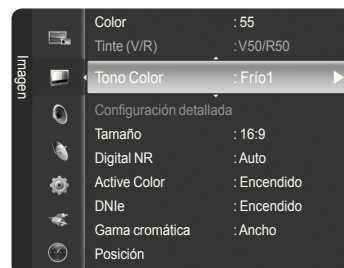 Imagen
Color : 55
Tinte (V/R) : V50/R50
Tono Color : Frío1
Configuración detallada
Tamaño : 16:9
Digital NR : Auto
Active Color : Encendido
DNIe : Encendido
Gama cromática : Ancho
Posición